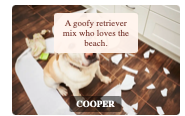 A goofy retriever
mix who loves the
beach.
COOPER